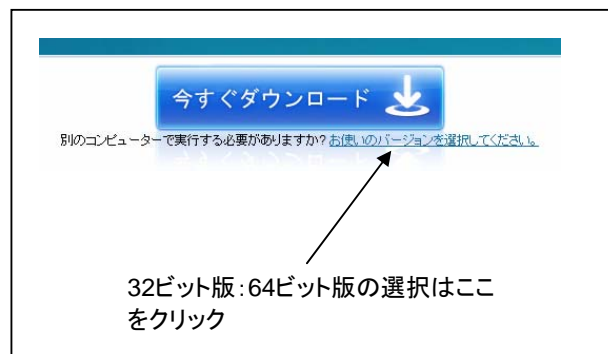 今すぐダウンロード
別のコンピューターで実行する必要がありますか? お使いのバージョンを選択してください。
32ビット版:64ビット版の選択はここ
をクリック